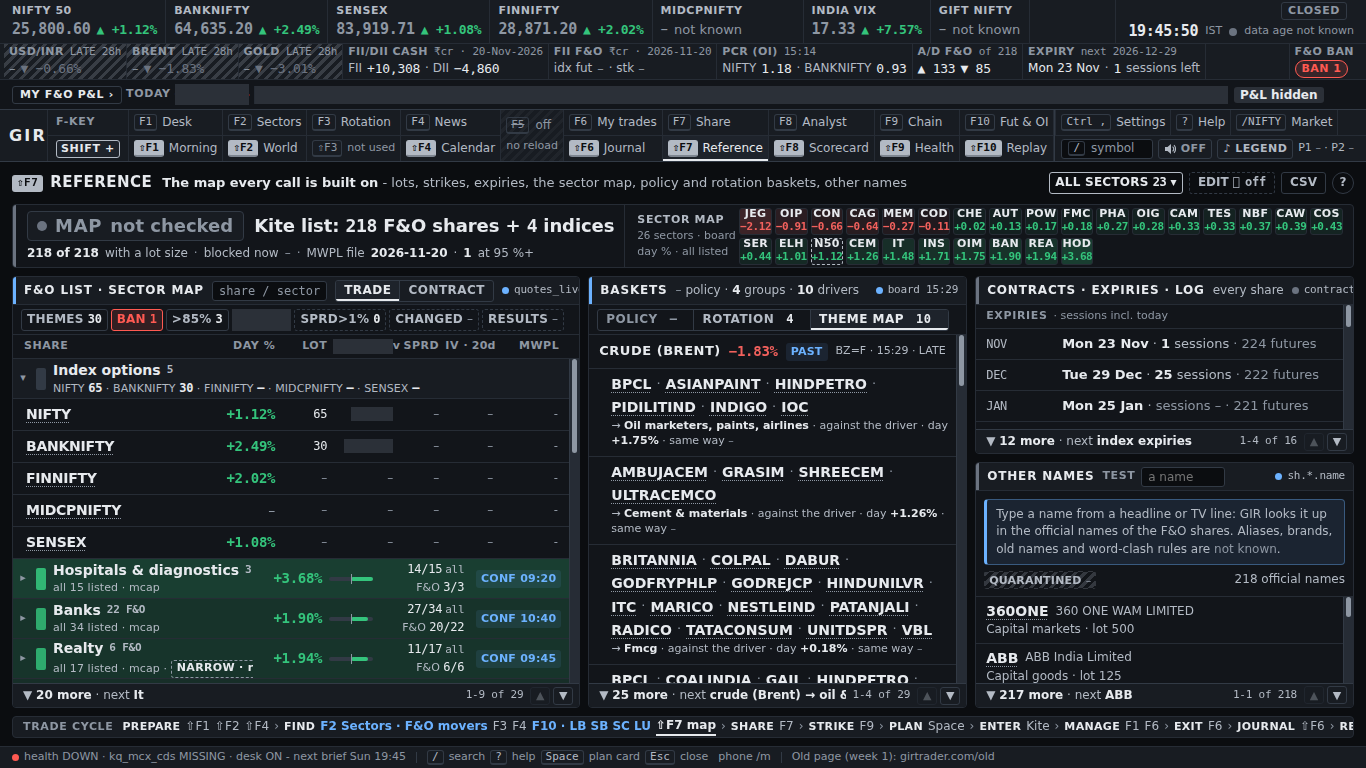 NIFTY 50 BANKNIFTY SENSEX FINNIFTY MIDCPNIFTY INDIA VIX GIFT NIFTY CLOSED
25,800.60 ▲ +1.12% 64,635.20 ▲ +2.49% 83,919.71 ▲ +1.08% 28,871.20 ▲ +2.02% – not known 17.33 ▲ +7.57% – not known 19:45:50 IST data age not known
USD/INR LATE 28h BRENT LATE 28h GOLD LATE 28h FII/DII CASH ₹cr · 20-Nov-2026 FII F&O ₹cr · 2026-11-20 PCR (OI) 15:14 A/D F&O of 218 EXPIRY next 2026-12-29 F&O BAN
– ▼ −0.66% – ▼ −1.83% – ▼ −3.01% FII +10,308 · DII −4,860 idx fut – · stk – NIFTY 1.18 · BANKNIFTY 0.93 ▲ 133 ▼ 85 Mon 23 Nov · 1 sessions left BAN 1
MY F&O P&L › TODAY P&L hidden
GIR F-KEY F1 Desk F2 Sectors F3 Rotation F4 News F5 off F6 My trades F7 Share F8 Analyst F9 Chain F10 Fut & OI Ctrl , Settings ? Help /NIFTY Market
SHIFT + ⇧F1 Morning ⇧F2 World ⇧F3 not used ⇧F4 Calendar no reload ⇧F6 Journal ⇧F7 Reference ⇧F8 Scorecard ⇧F9 Health ⇧F10 Replay / symbol OFF ♪ LEGEND P1 – · P2 –
⇧F7 REFERENCE The map every call is built on - lots, strikes, expiries, the sector map, policy and rotation baskets, other names ALL SECTORS 23 ▾ EDIT off CSV ?
MAP not checked Kite list: 218 F&O shares + 4 indices
218 of 218 with a lot size · blocked now – · MWPL file 2026-11-20 · 1 at 95 %+
SECTOR MAP
26 sectors · board
day % · all listed
JEG OIP CON CAG MEM COD CHE AUT POW FMC PHA OIG CAM TES NBF CAW COS
−2.12 −0.91 −0.66 −0.64 −0.27 −0.11 +0.02 +0.13 +0.17 +0.18 +0.27 +0.28 +0.33 +0.33 +0.37 +0.39 +0.43
SER ELH N50 CEM IT INS OIM BAN REA HOD
+0.44 +1.01 +1.12 +1.26 +1.48 +1.71 +1.75 +1.90 +1.94 +3.68
F&O LIST · SECTOR MAP share / sector TRADE CONTRACT
THEMES 30 BAN 1 >85% 3 SPRD>1% 0 CHANGED – RESULTS –
SHARE DAY % LOT SPRD IV · 20d MWPL
▾ Index options 5
NIFTY 65 · BANKNIFTY 30 · FINNIFTY – · MIDCPNIFTY – · SENSEX –
NIFTY +1.12% 65 – – -
BANKNIFTY +2.49% 30 – – -
FINNIFTY +2.02% – – – – -
MIDCPNIFTY – – – – – -
SENSEX +1.08% – – – – -
▸ Hospitals & diagnostics 3 +3.68% 14/15 all CONF 09:20
all 15 listed · mcap F&O 3/3
▸ Banks 22 F&O +1.90% 27/34 all CONF 10:40
all 34 listed · mcap F&O 20/22
▸ Realty 6 F&O +1.94% 11/17 all CONF 09:45
all 17 listed · mcap · NARROW · F&O 6/6
▼ 20 more · next It 1-9 of 29 ▲ ▼
BASKETS – policy · 4 groups · 10 drivers board 15:29
POLICY – ROTATION 4 THEME MAP 10
CRUDE (BRENT) −1.83% PAST BZ=F · 15:29 · LATE
BPCL · ASIANPAINT · HINDPETRO ·
PIDILITIND · INDIGO · IOC
→ Oil marketers, paints, airlines · against the driver · day
+1.75% · same way –
AMBUJACEM · GRASIM · SHREECEM ·
ULTRACEMCO
→ Cement & materials · against the driver · day +1.26% ·
same way –
BRITANNIA · COLPAL · DABUR ·
GODFRYPHLP · GODREJCP · HINDUNILVR ·
ITC · MARICO · NESTLEIND · PATANJALI ·
RADICO · TATACONSUM · UNITDSPR · VBL
→ Fmcg · against the driver · day +0.18% · same way –
BPCL · COALINDIA · GAIL · HINDPETRO ·
▼ 25 more · next crude (Brent) → oil & 1-4 of 29 ▲ ▼
CONTRACTS · EXPIRIES · LOG every share contract
EXPIRIES · sessions incl. today
NOV Mon 23 Nov · 1 sessions · 224 futures
DEC Tue 29 Dec · 25 sessions · 222 futures
JAN Mon 25 Jan · sessions – · 221 futures
▼ 12 more · next index expiries 1-4 of 16 ▲ ▼
OTHER NAMES TEST a name sh.*.name
Type a name from a headline or TV line: GIR looks it up
in the official names of the F&O shares. Aliases, brands,
old names and word-clash rules are not known.
QUARANTINED – 218 official names
360ONE 360 ONE WAM LIMITED
Capital markets · lot 500
ABB ABB India Limited
Capital goods · lot 125
▼ 217 more · next ABB 1-1 of 218 ▲ ▼
TRADE CYCLE PREPARE ⇧F1 ⇧F2 ⇧F4 › FIND F2 Sectors · F&O movers F3 F4 F10 · LB SB SC LU ⇧F7 map › SHARE F7 › STRIKE F9 › PLAN Space › ENTER Kite › MANAGE F1 F6 › EXIT F6 › JOURNAL ⇧F6 ›
health DOWN · kq_mcx_cds MISSING · desk ON - next brief Sun 19:45 / search ? help Space plan card Esc close phone /m Old page (week 1): girtrader.com/old